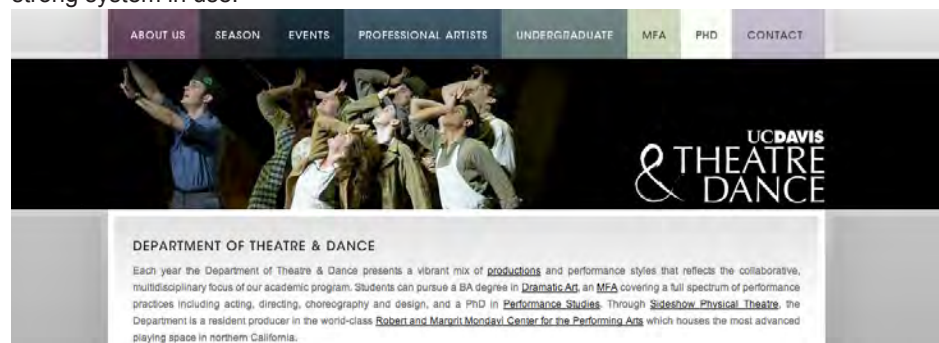 strong system in use.
ABOUT US SEASON EVENTS PROFESSIONAL ARTISTS UNDERGRADUATE MFA PHD CONTACT
UCDAVIS
& THEATRE
DANCE
DEPARTMENT OF THEATRE & DANCE
Each year the Department of Theatre & Dance presents a vibrant mix of productions and performance styles that reflects the collaborative,
multidisciplinary focus of our academic program. Students can pursue a BA degree in Dramatic Art, an MFA covering a full spectrum of performance
practices including acting, directing, choreography and design, and a PhD in Performance Studies. Through Sideshow Physical Theatre, the
Department is a resident producer in the world-class Robert and Margrit Mondavi Center for the Performing Arts which houses the most advanced
playing space in northern California.